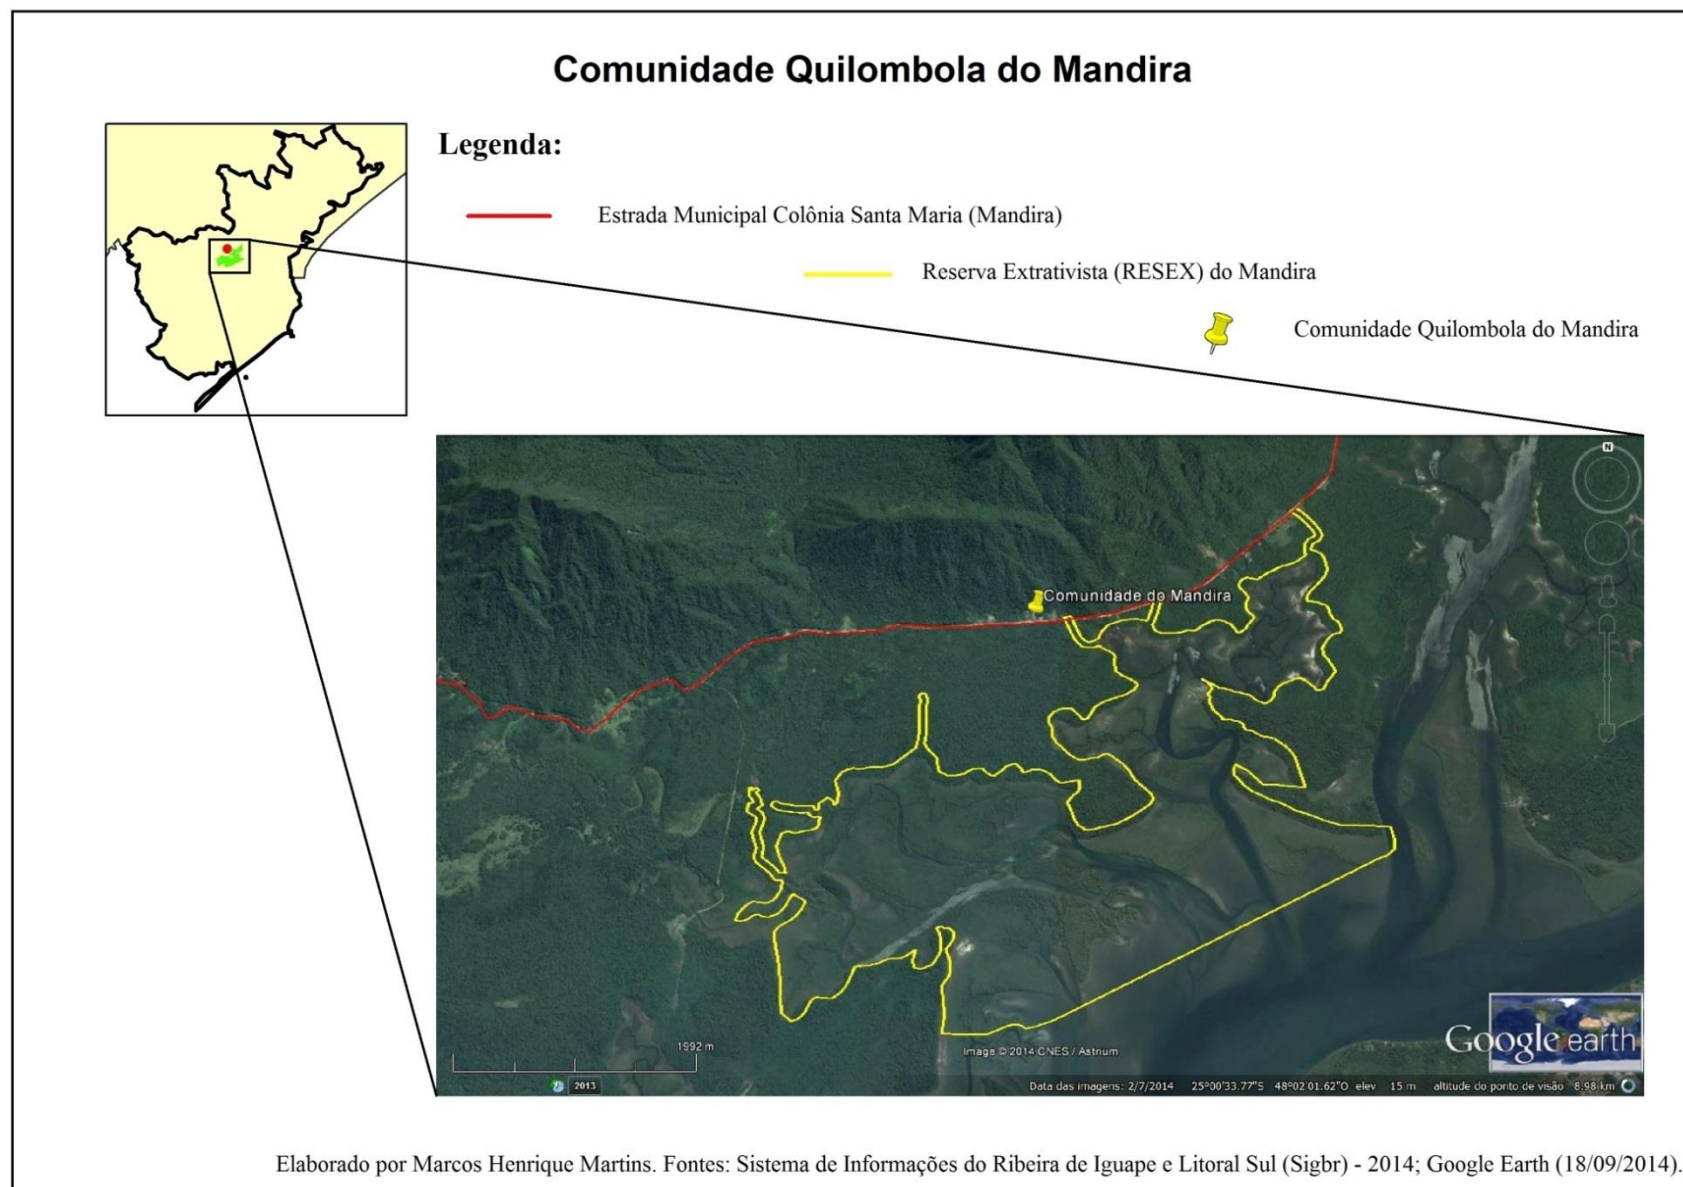 Comunidade Quilombola do Mandira
Legenda:
Estrada Municipal Colônia Santa Maria (Mandira)
Reserva Extrativista (RESEX) do Mandira
Comunidade Quilombola do Mandira
N
Comunidade do Mandira
1992 m
2013
Image © 2014 CNES / Astrium
Google earth
Data das imagens: 2/7/2014 25°00'33.77"S 48°02'01.62"O elev 15 m altitude do ponto de visão 8.98 km
Elaborado por Marcos Henrique Martins. Fontes: Sistema de Informações do Ribeira de Iguape e Litoral Sul (Sigbr) - 2014; Google Earth (18/09/2014).